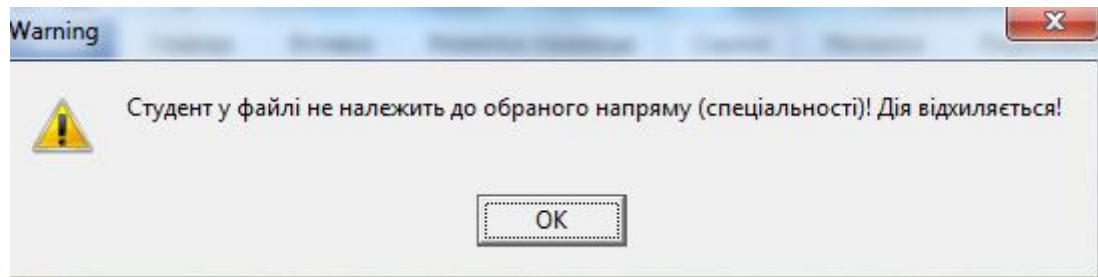 Warning
Студент у файлі не належить до обраного напряму (спеціальності)! Дія відхиляється!
OK